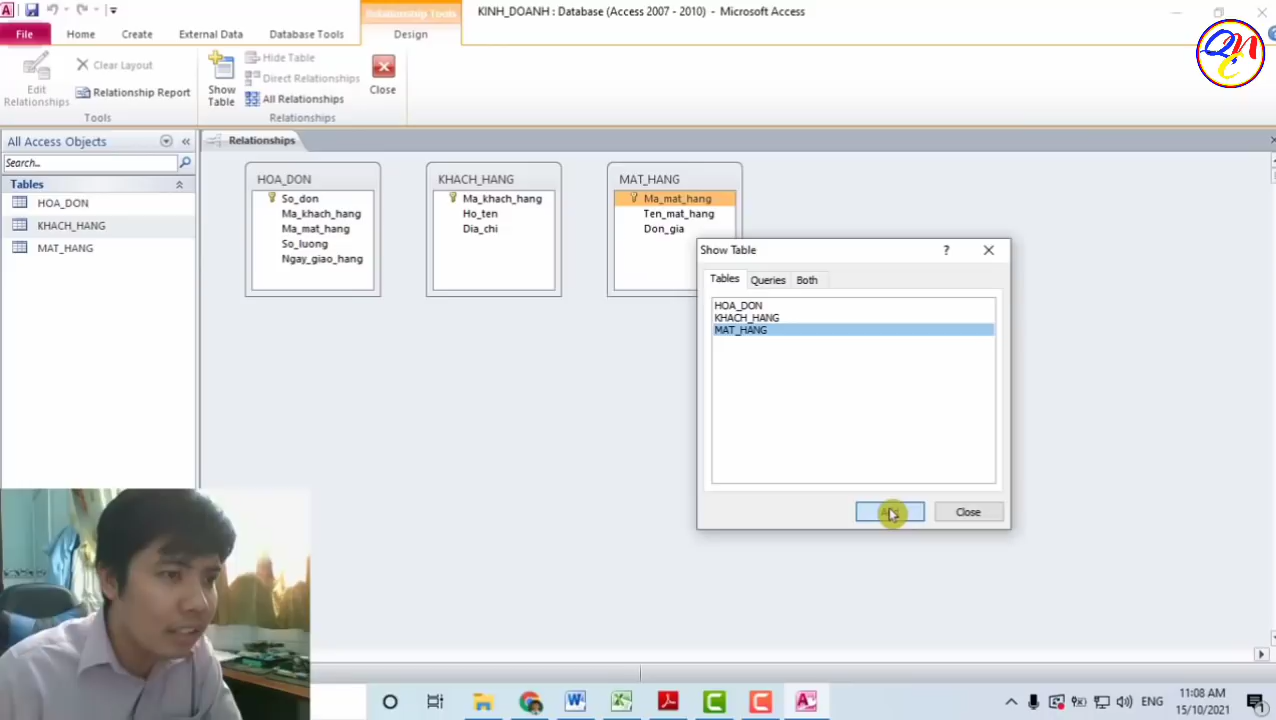 KINH_DOANH : Database (Access 2007 - 2010) - Microsoft Access
Relationship Tools
File
Home
Create
External Data
Database Tools
Design
Edit Relationships
Clear Layout
Relationship Report
Tools
Show Table
Hide Table
Direct Relationships
All Relationships
Relationships
Close
All Access Objects
Search...
Tables
HOA_DON
KHACH_HANG
MAT_HANG
Relationships
HOA_DON
So_don
Ma_khach_hang
Ma_mat_hang
So_luong
Ngay_giao_hang
KHACH_HANG
Ma_khach_hang
Ho_ten
Dia_chi
MAT_HANG
Ma_mat_hang
Ten_mat_hang
Don_gia
Show Table
?
Tables
Queries
Both
HOA_DON
KHACH_HANG
MAT_HANG
Close
ENG
11:08 AM
15/10/2021